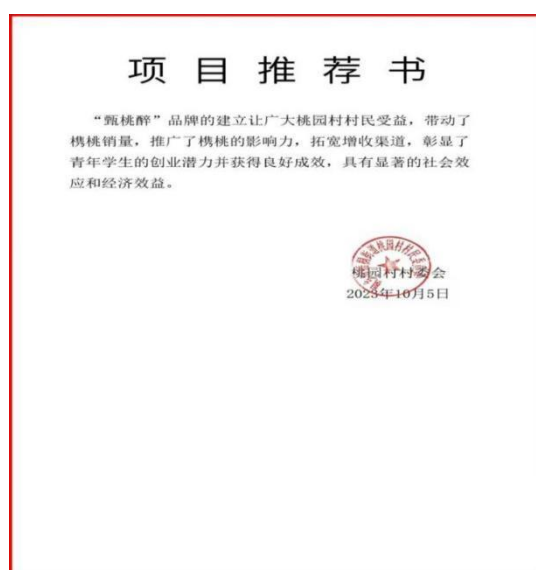 项目推荐书
“甄桃醉”品牌的建立让广大桃园村村民受益，带动了
槜桃销量，推广了槜桃的影响力，拓宽增收渠道，彰显了
青年学生的创业潜力并获得良好成效，具有显著的社会效
应和经济效益。
桃园村村委会
2023年10月5日